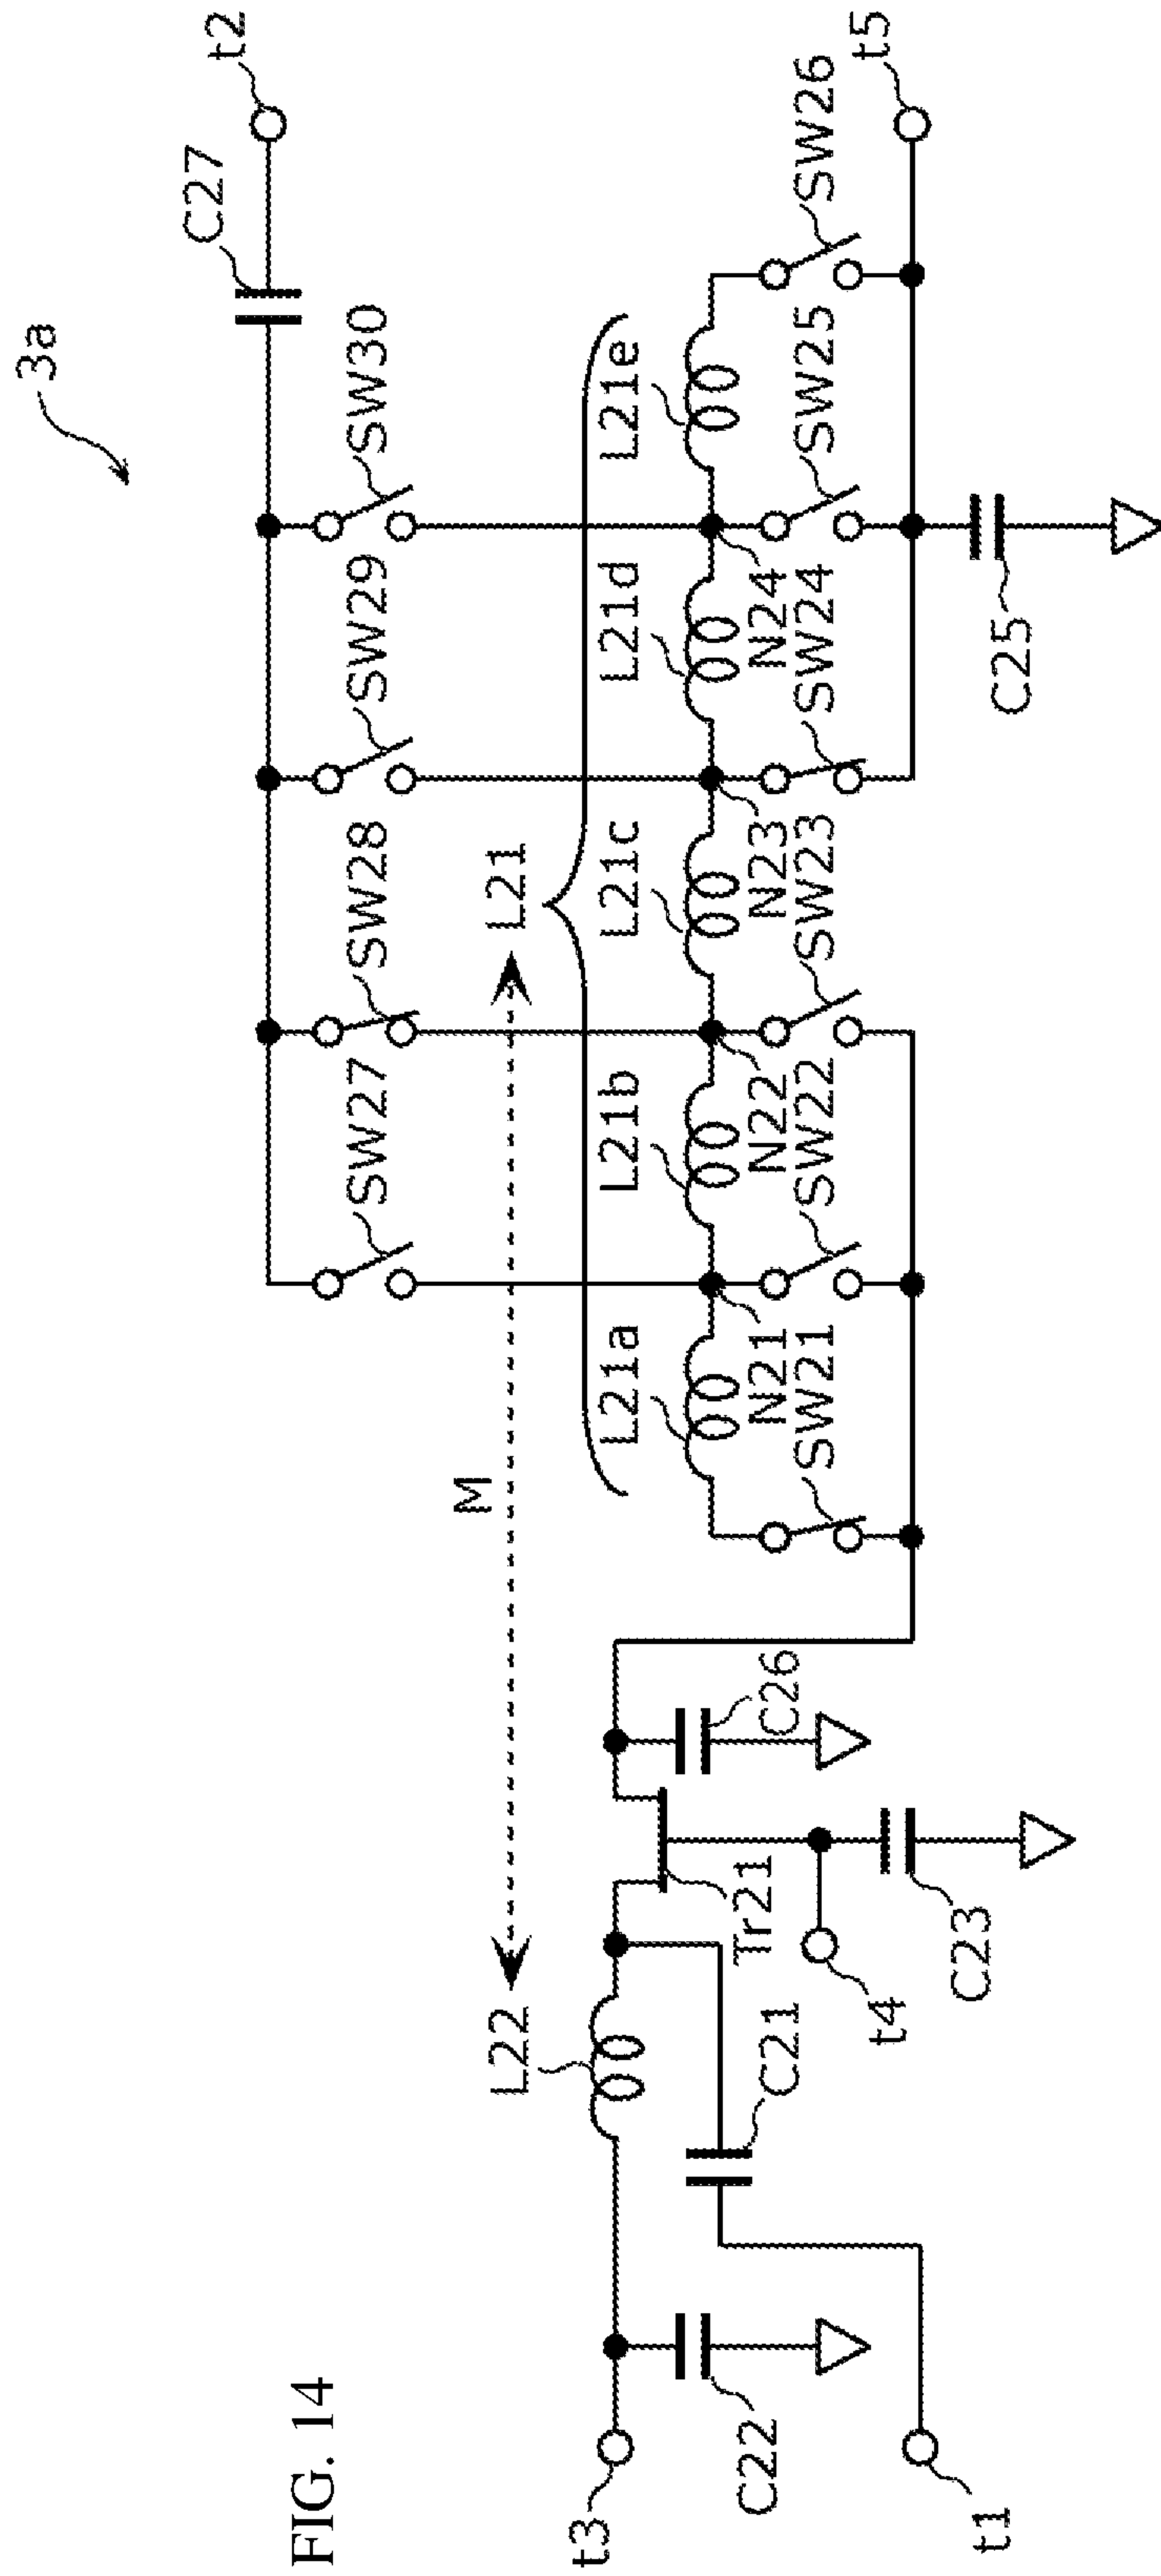 FIG. 14
3a
t2
C27
SW27
SW28
SW29
SW30
M
L21
L22
L21a
L21b
L21c
L21d
L21e
N21
N22
N23
N24
SW21
SW22
SW23
SW24
SW25
SW26
t3
C22
C21
Tr21
C26
t5
t1
t4
C23
C25